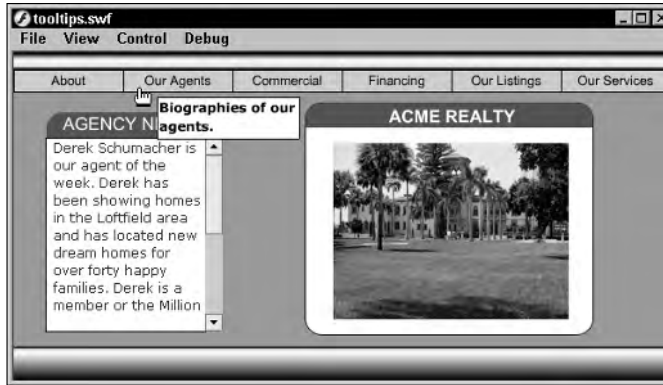 tooltips.swf
File View Control Debug
About Our Agents Commercial Financing Our Listings Our Services
Biographies of our
agents.
AGENCY
ACME REALTY
Derek Schumacher is
our agent of the
week. Derek has
been showing homes
in the Loftfield area
and has located new
dream homes for
over forty happy
families. Derek is a
member or the Million